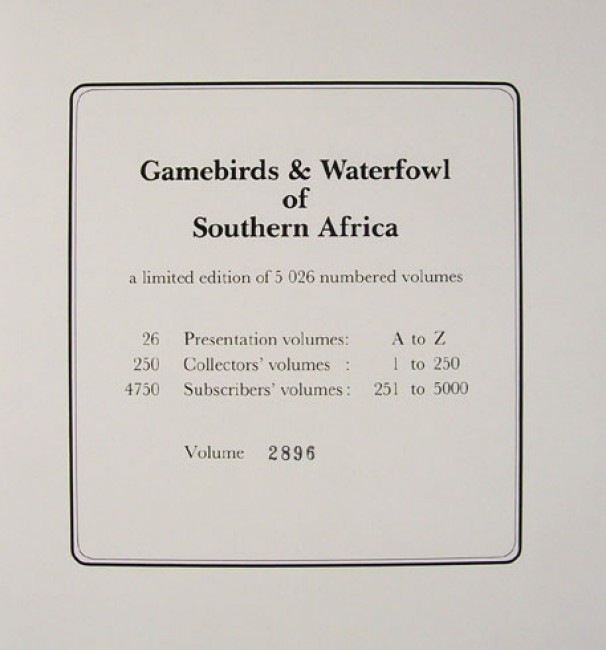 Gamebirds & Waterfowl
of
Southern Africa
a limited edition of 5 026 numbered volumes
26 Presentation volumes: A to Z
250 Collectors' volumes : 1 to 250
4750 Subscribers' volumes: 251 to 5000
Volume 2896